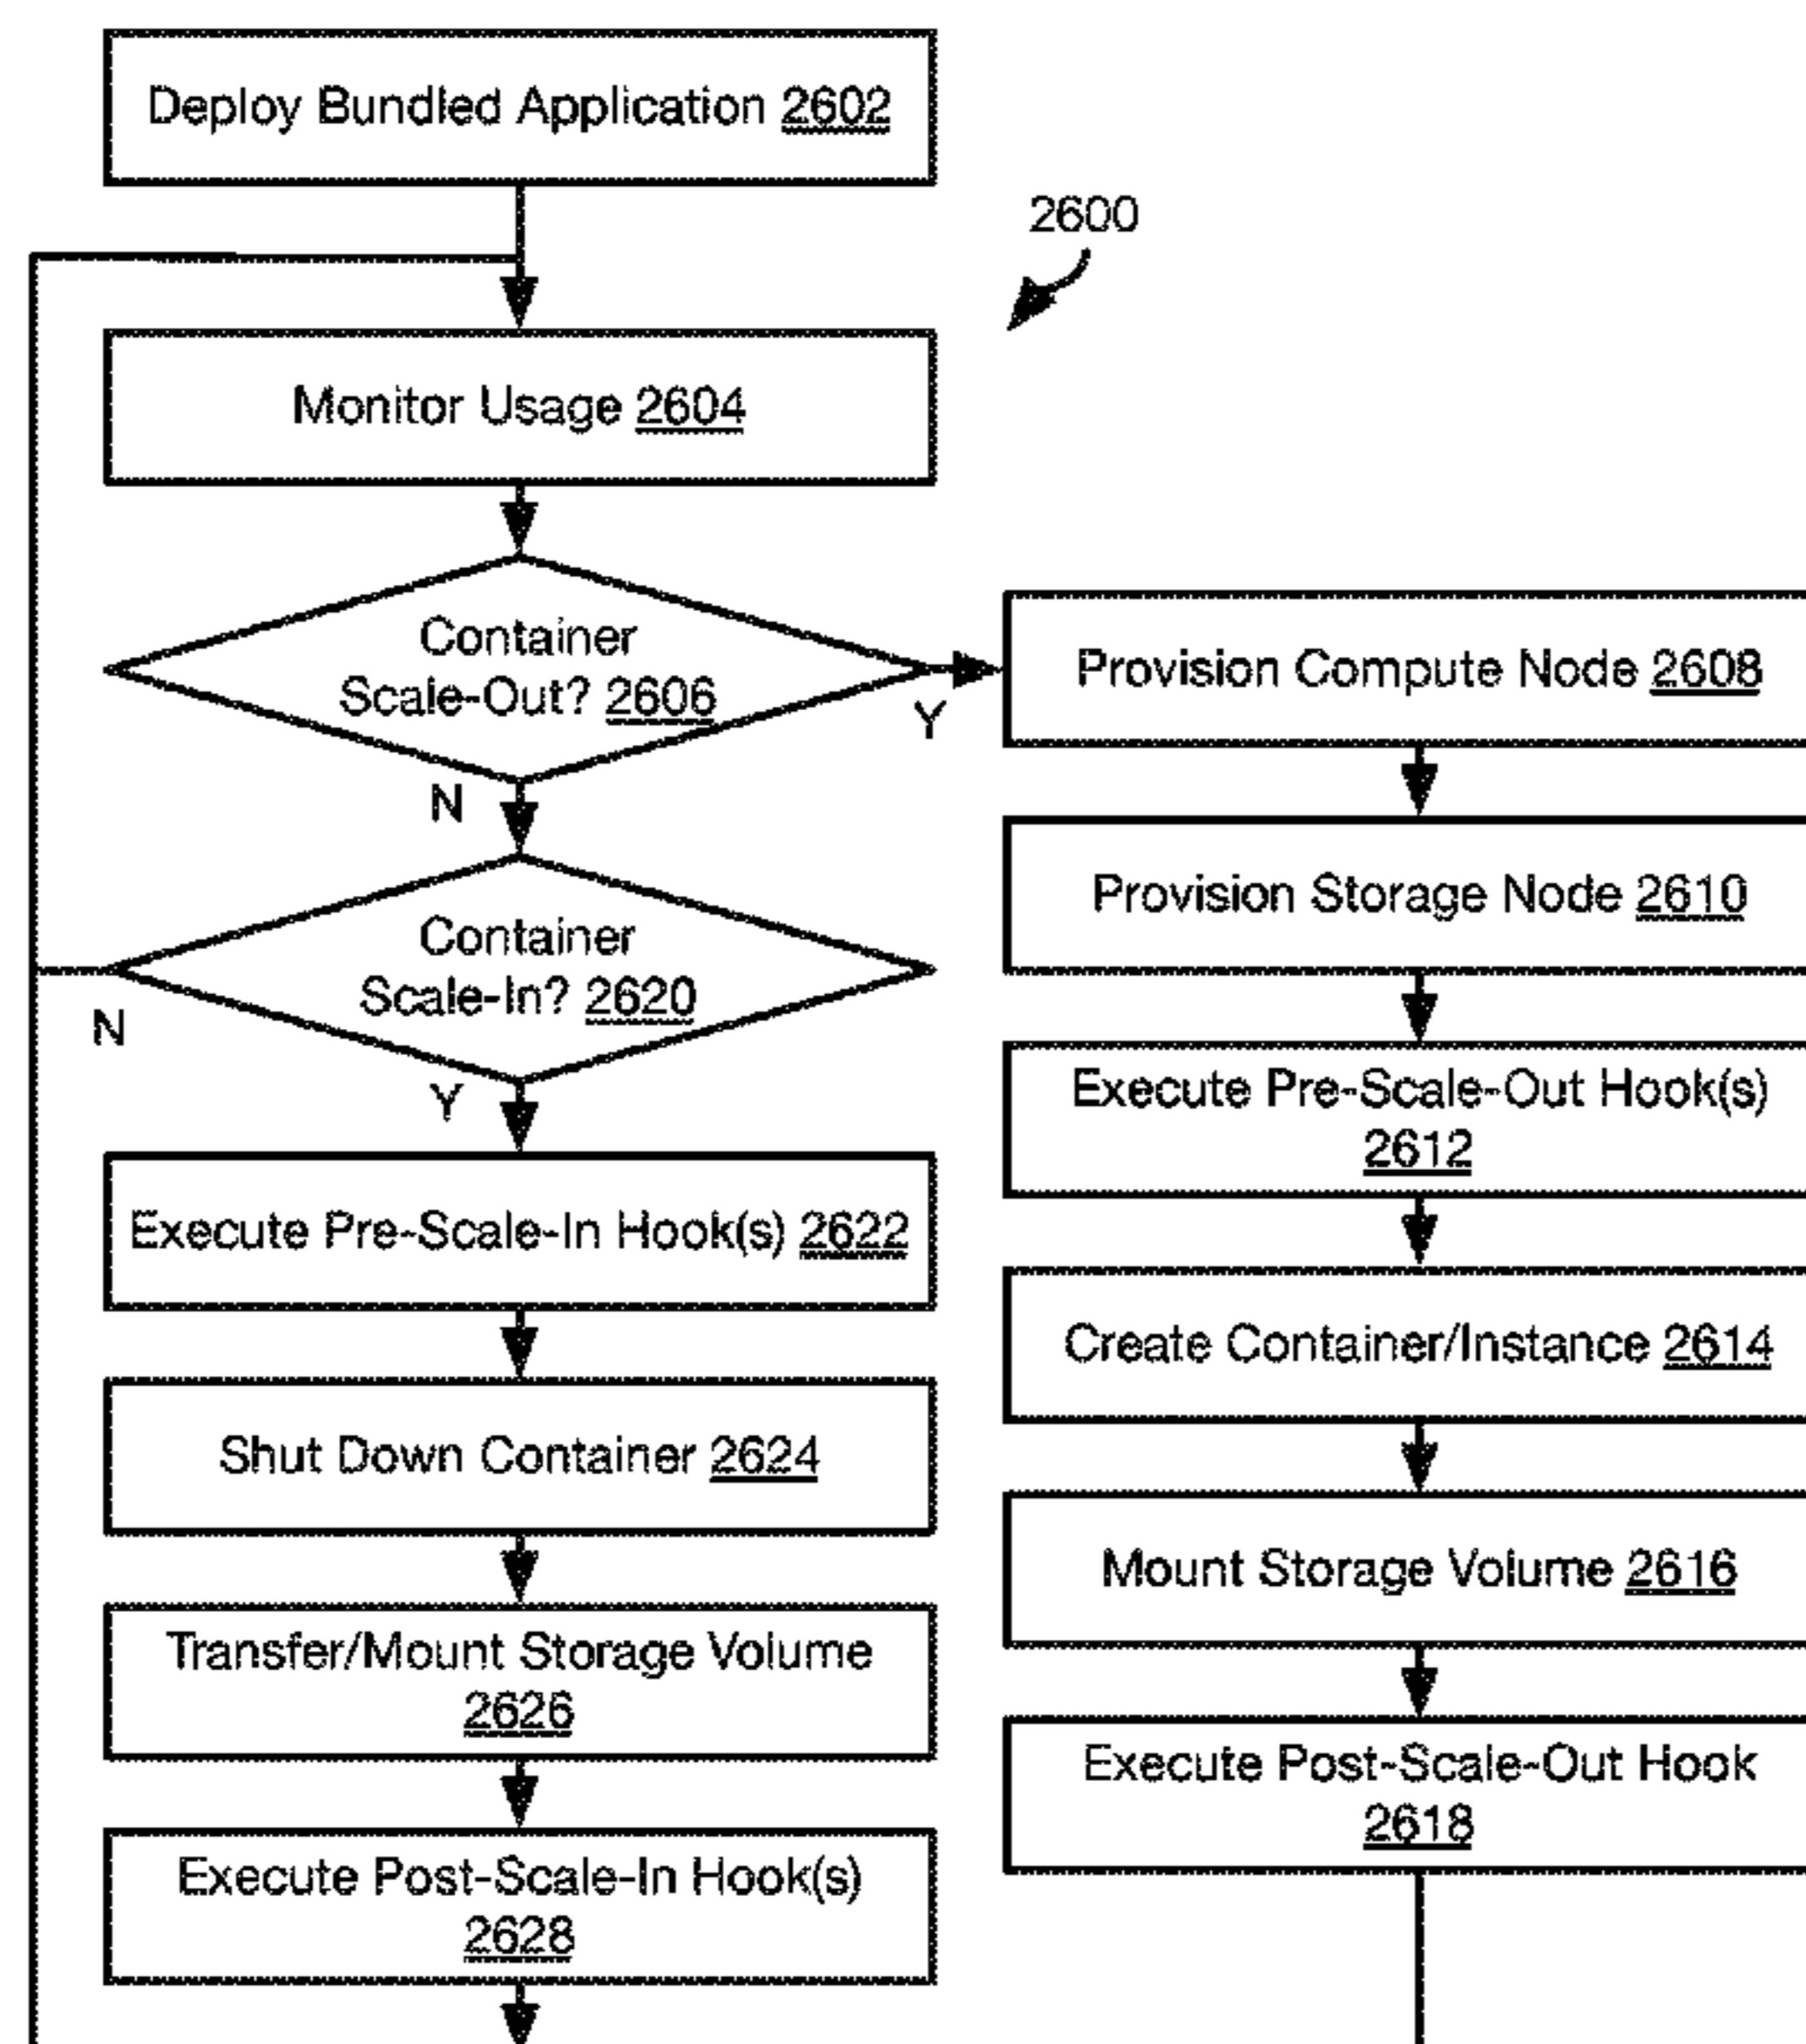 Deploy Bundled Application 2602
2600
Monitor Usage 2604
Container
Scale-Out? 2606
Y
N
Provision Compute Node 2608
Provision Storage Node 2610
Container
Scale-In? 2620
N
Y
Execute Pre-Scale-Out Hook(s)
2612
Execute Pre-Scale-In Hook(s) 2622
Create Container/Instance 2614
Shut Down Container 2624
Mount Storage Volume 2616
Transfer/Mount Storage Volume
2626
Execute Post-Scale-Out Hook
2618
Execute Post-Scale-In Hook(s)
2628